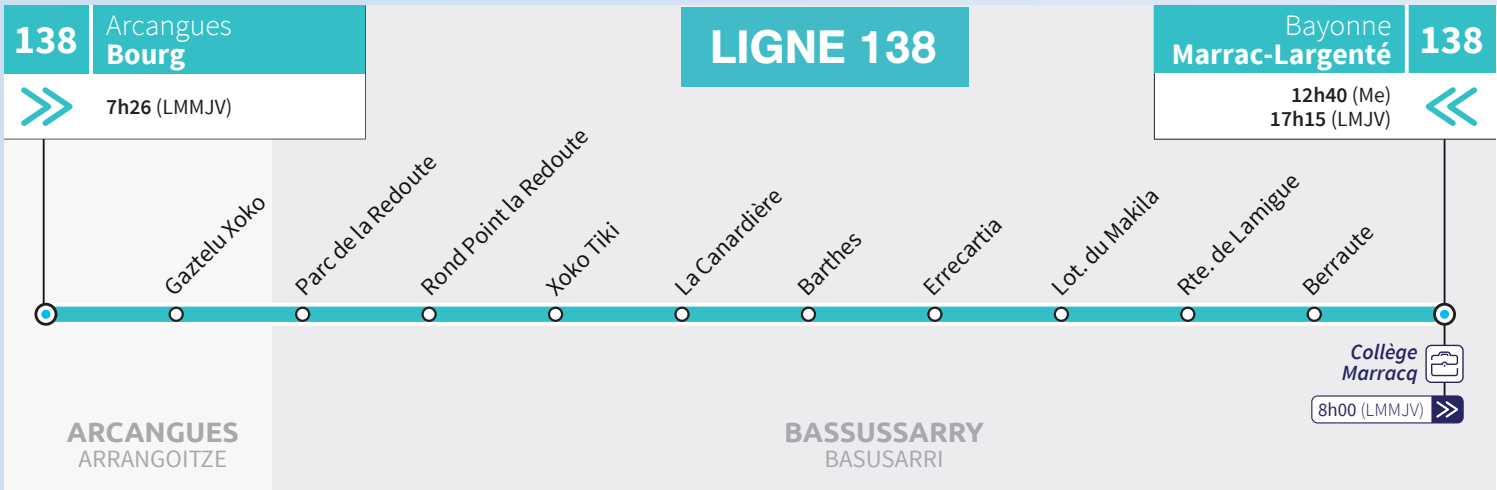 138
Arcangues
Bourg
7h26 (LMMJV)
LIGNE 138
Bayonne
Marrac-Largenté
138
12h40 (Me)
17h15 (LMJV)
Gaztelu Xoko
Parc de la Redoute
Rond Point la Redoute
Xoko Tiki
La Canardière
Barthes
Errecartia
Lot. du Makila
Rte. de Lamigue
Berraute
Collège
Marracq
8h00 (LMMJV)
ARCANGUES
ARRANGOITZE
BASSUSSARRY
BASUSARRI